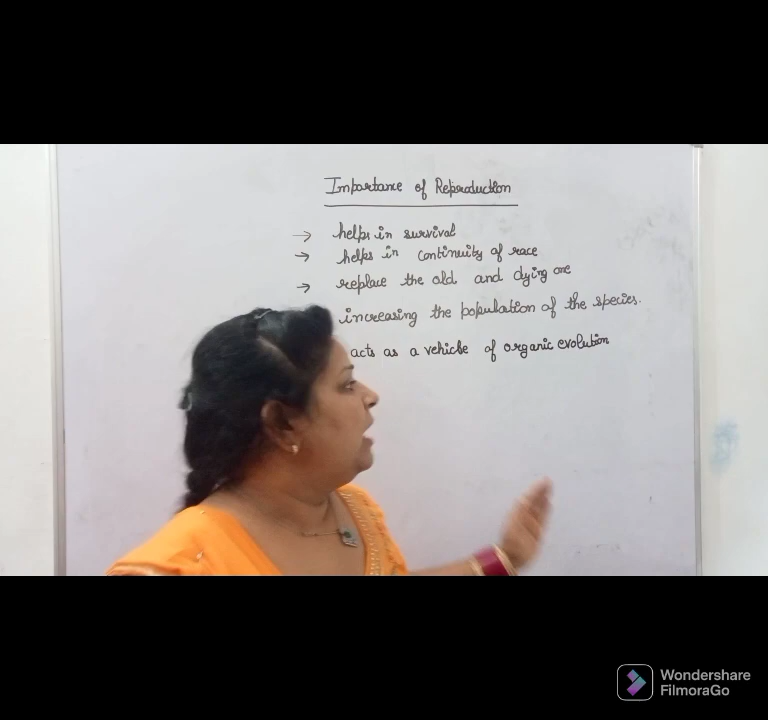 Importance of Reproduction
→ helps in survival
→ helps in continuity of race
→ replace the old and dying one
increasing the population of the species.
acts as a vehicle of organic evolution
Wondershare
FilmoraGo